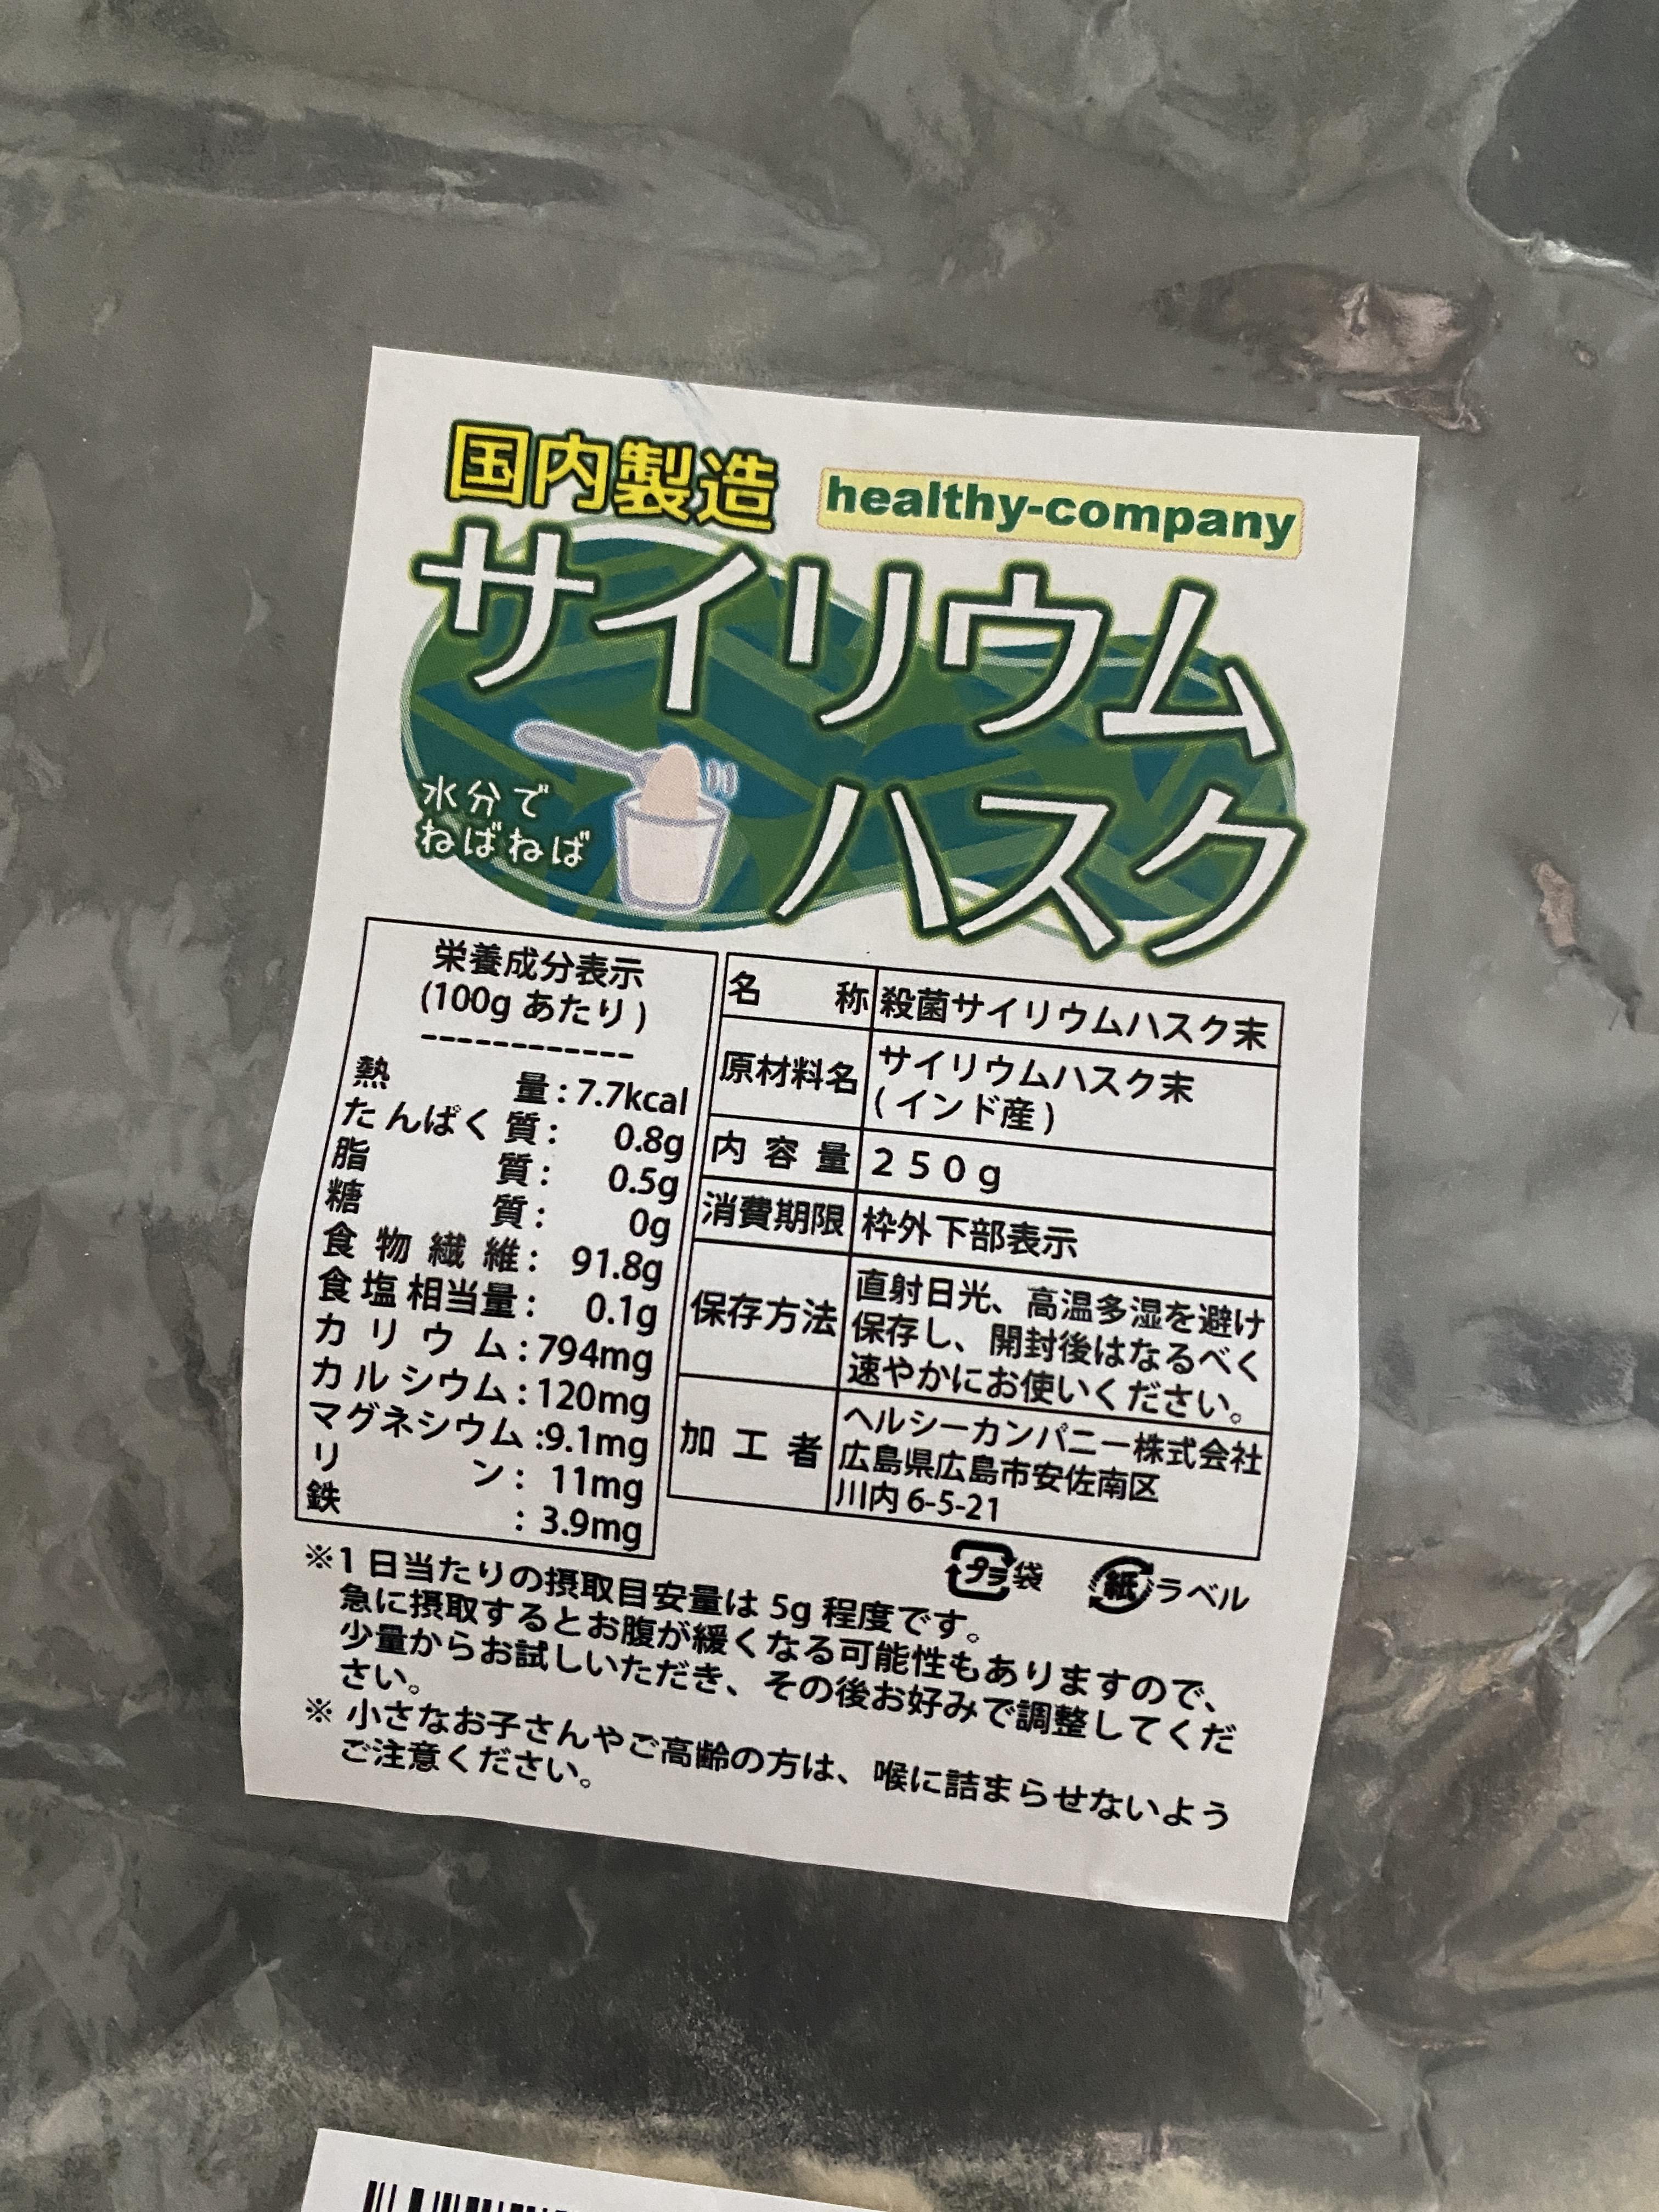 国内製造
healthy-company
サイリウム
ハスク
水分で
ねばねば
栄養成分表示
(100g あたり)
------------
熱量:7.7kcal
たんぱく質: 0.8g
脂質: 0.5g
糖質: 0g
食物繊維: 91.8g
食塩相当量: 0.1g
カリウム:794mg
カルシウム:120mg
マグネシウム:9.1mg
リン: 11mg
鉄: 3.9mg
名称 殺菌サイリウムハスク末
原材料名 サイリウムハスク末
(インド産)
内容量 250g
消費期限 枠外下部表示
保存方法 直射日光、高温多湿を避け
保存し、開封後はなるべく
速やかにお使いください。
加工者 ヘルシーカンパニー株式会社
広島県広島市安佐南区
川内 6-5-21
プラ 袋 紙 ラベル
※1日当たりの摂取目安量は 5g 程度です。
急に摂取するとお腹が緩くなる可能性もありますので、
少量からお試しいただき、その後お好みで調整してくだ
さい。
※ 小さなお子さんやご高齢の方は、喉に詰まらせないよう
ご注意ください。